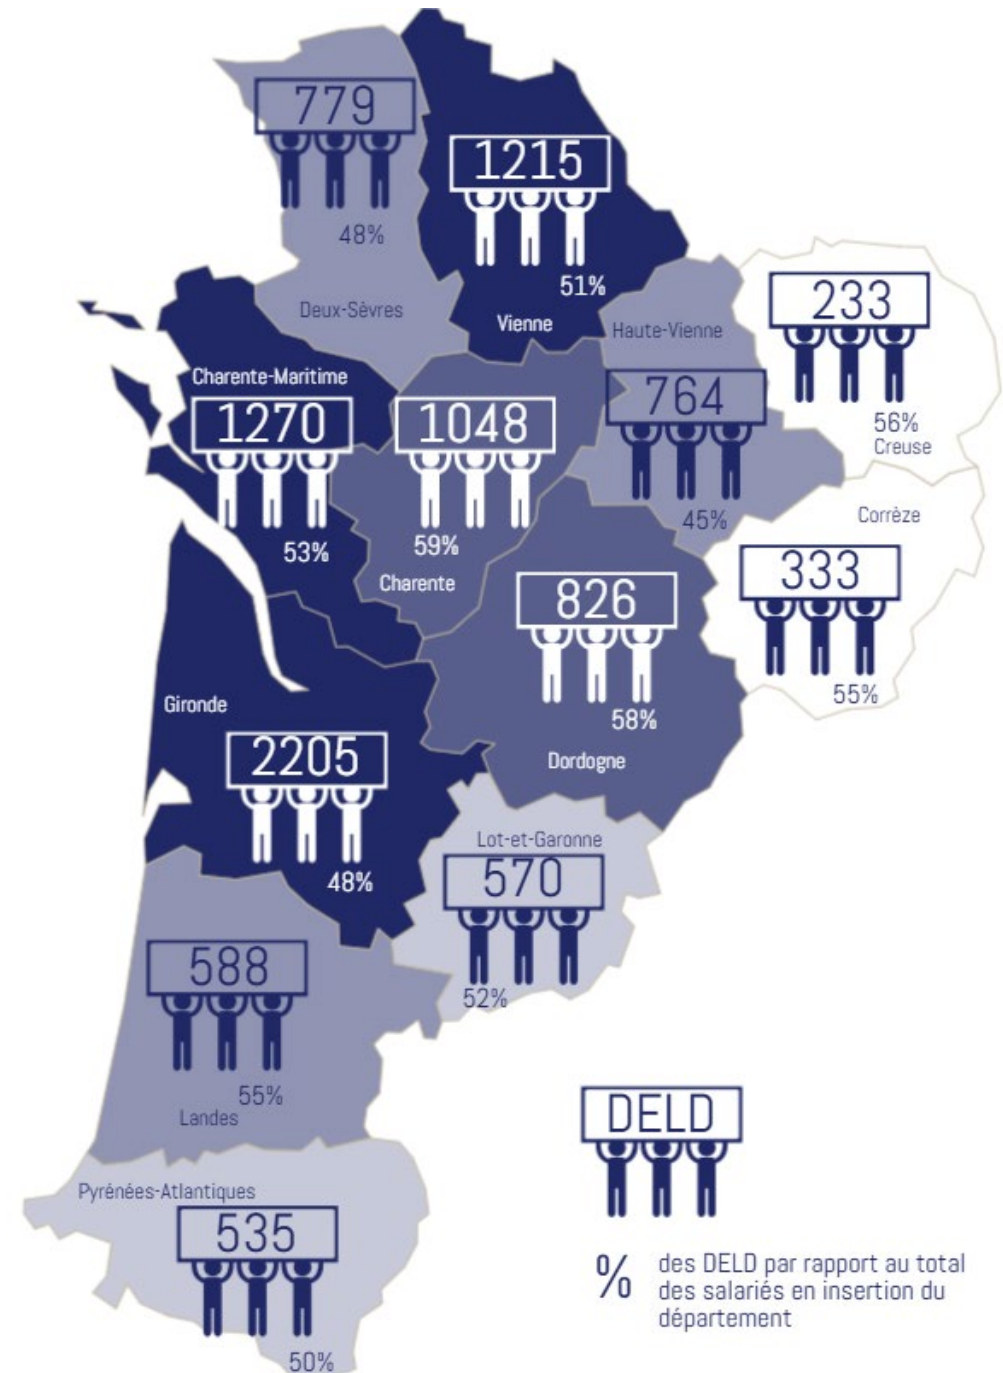 779
48%
Deux-Sèvres
1215
51%
Vienne
Haute-Vienne
764
45%
233
56%
Creuse
Charente-Maritime
1270
53%
1048
59%
Charente
Corrèze
333
55%
826
58%
Dordogne
Gironde
2205
48%
Lot-et-Garonne
570
52%
588
55%
Landes
Pyrénées-Atlantiques
535
50%
DELD
% des DELD par rapport au total
des salariés en insertion du
département